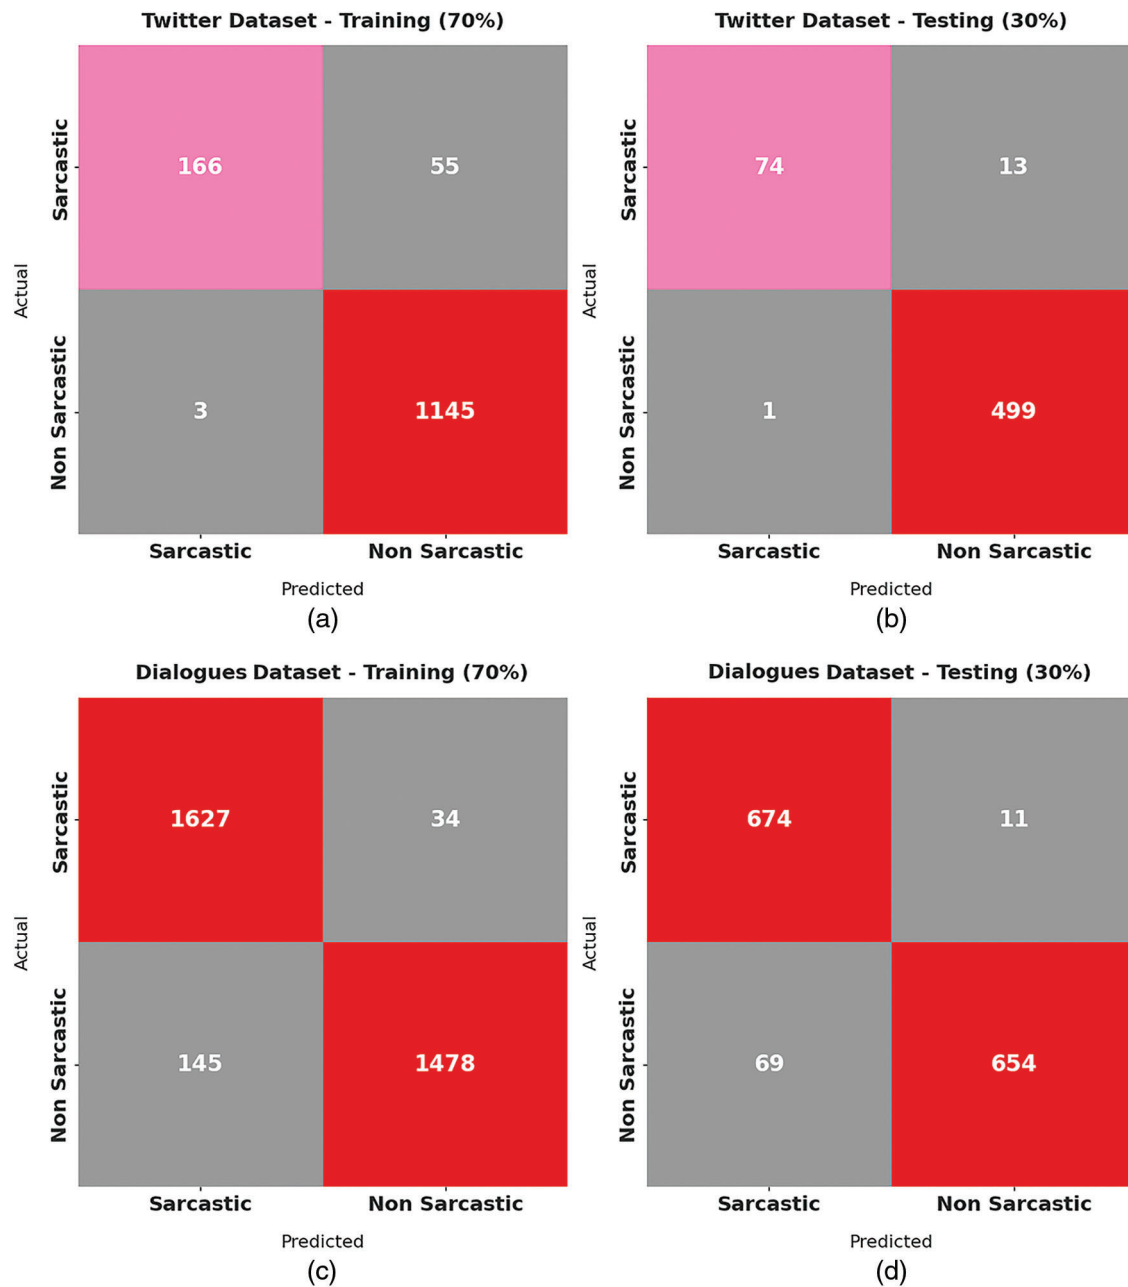 Twitter Dataset - Training (70%)
Sarcastic
166
55
Actual
Non Sarcastic
3
1145
Sarcastic
Non Sarcastic
Predicted
(a)
Twitter Dataset - Testing (30%)
Sarcastic
74
13
Actual
Non Sarcastic
1
499
Sarcastic
Non Sarcastic
Predicted
(b)
Dialogues Dataset - Training (70%)
Sarcastic
1627
34
Actual
Non Sarcastic
145
1478
Sarcastic
Non Sarcastic
Predicted
(c)
Dialogues Dataset - Testing (30%)
Sarcastic
674
11
Actual
Non Sarcastic
69
654
Sarcastic
Non Sarcastic
Predicted
(d)